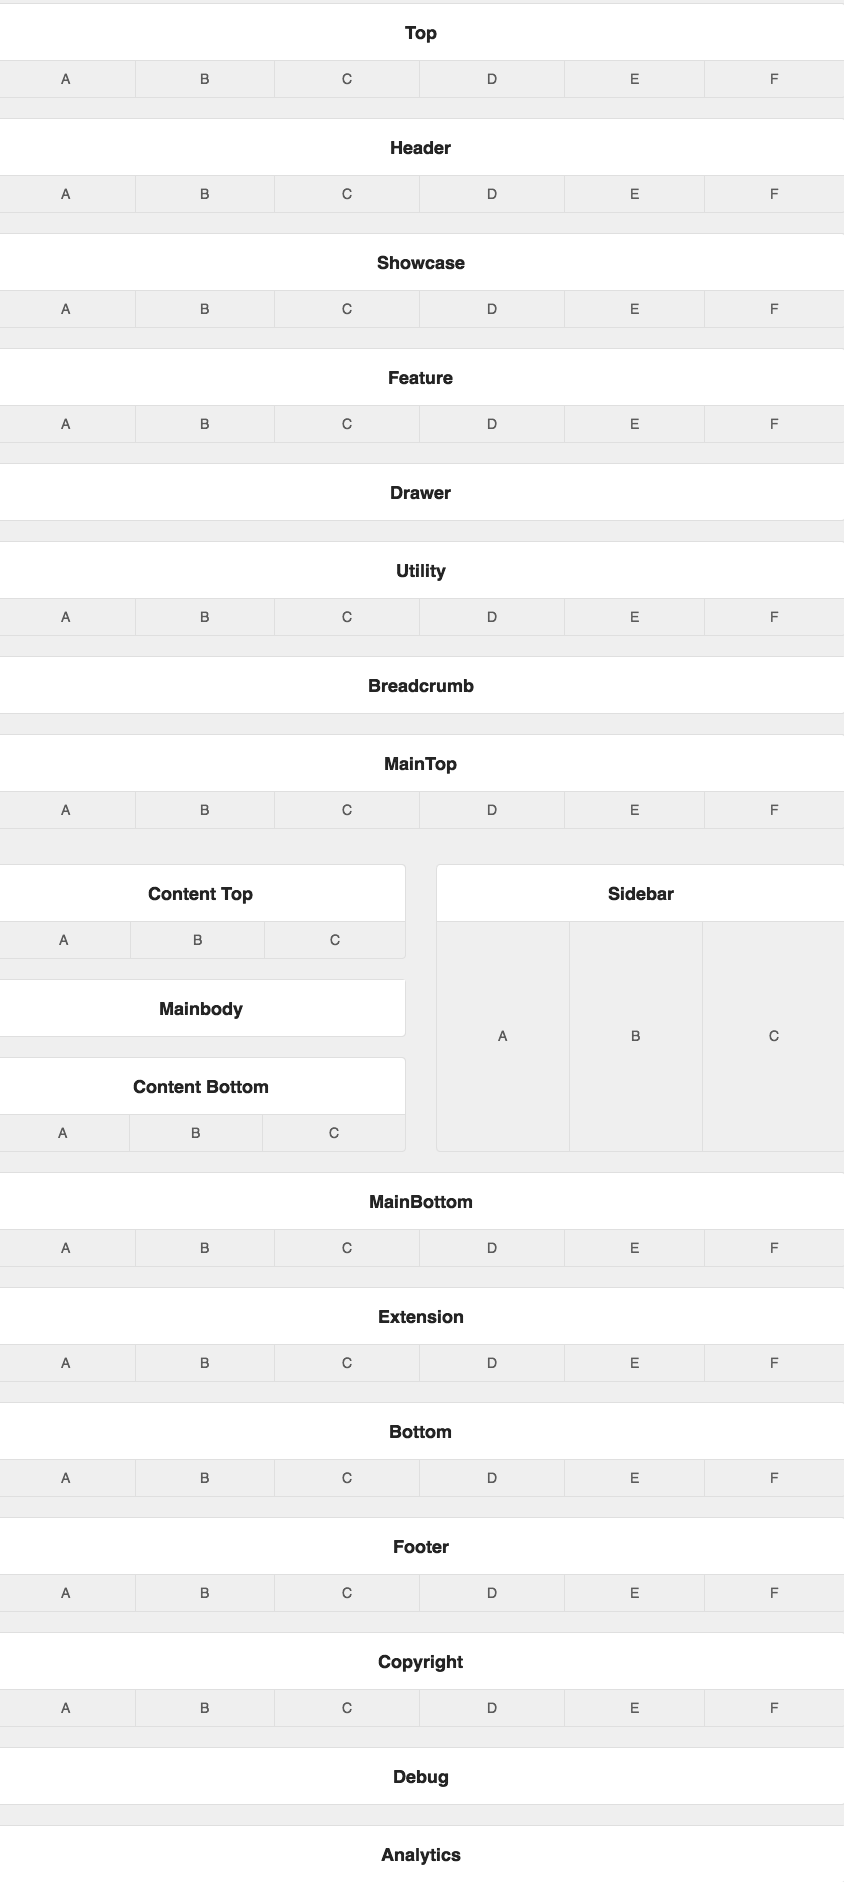 Top
A B C D E F
Header
A B C D E F
Showcase
A B C D E F
Feature
A B C D E F
Drawer
Utility
A B C D E F
Breadcrumb
MainTop
A B C D E F
Content Top
A B C
Mainbody
Content Bottom
A B C
Sidebar
A B C
MainBottom
A B C D E F
Extension
A B C D E F
Bottom
A B C D E F
Footer
A B C D E F
Copyright
A B C D E F
Debug
Analytics